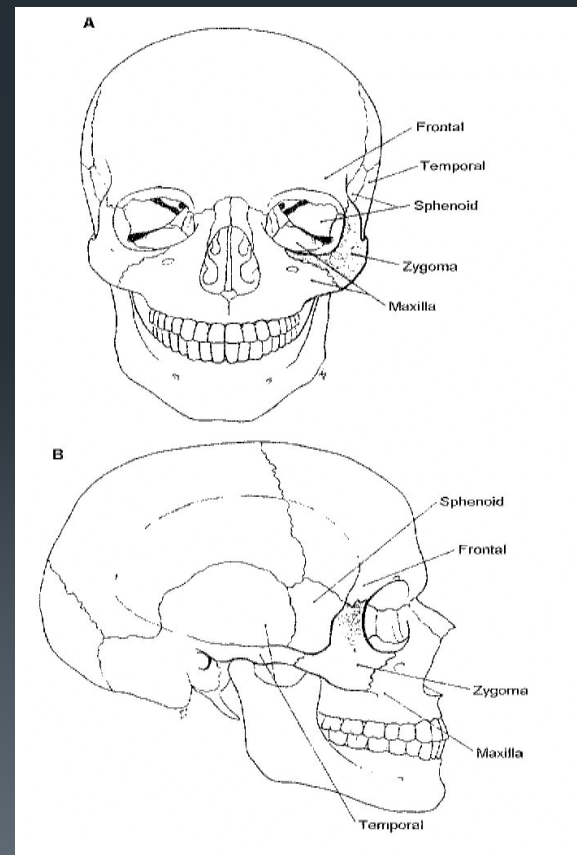 A
Frontal
Temporal
Sphenoid
Zygoma
Maxilla
B
Sphenoid
Frontal
Zygoma
Maxilla
Temporal